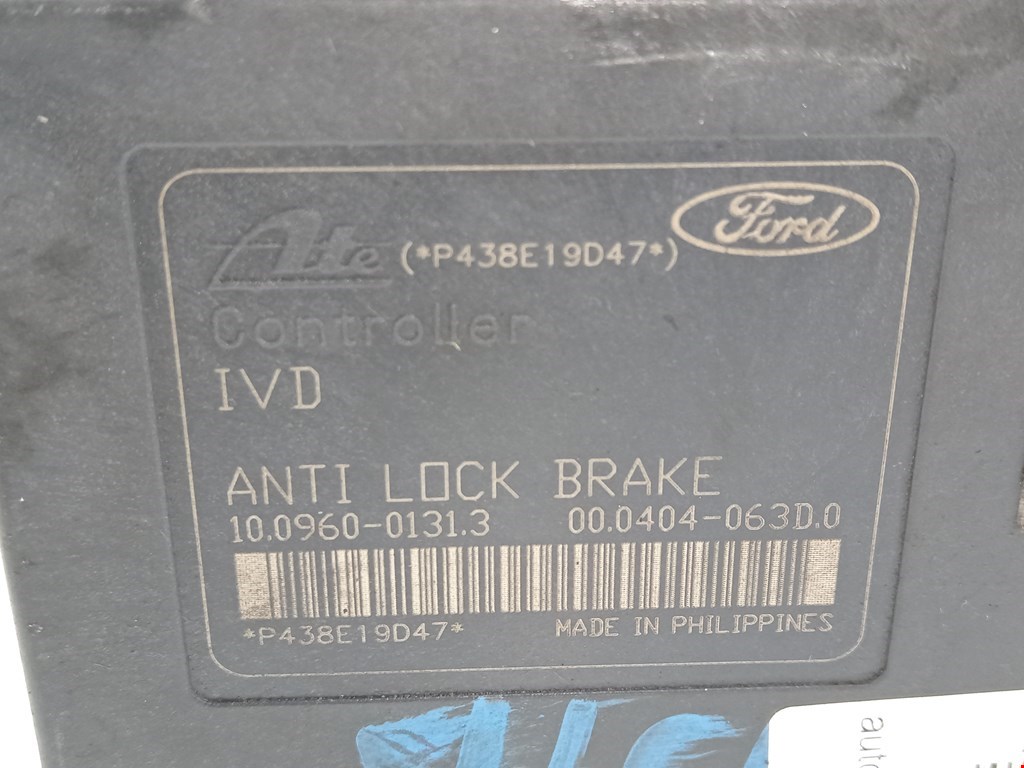 Ate (*P438E19D47*) Ford
Controller
IVD
ANTI LOCK BRAKE
10.0960-0131.3 00.0404-063D.0
*P438E19D47* MADE IN PHILIPPINES